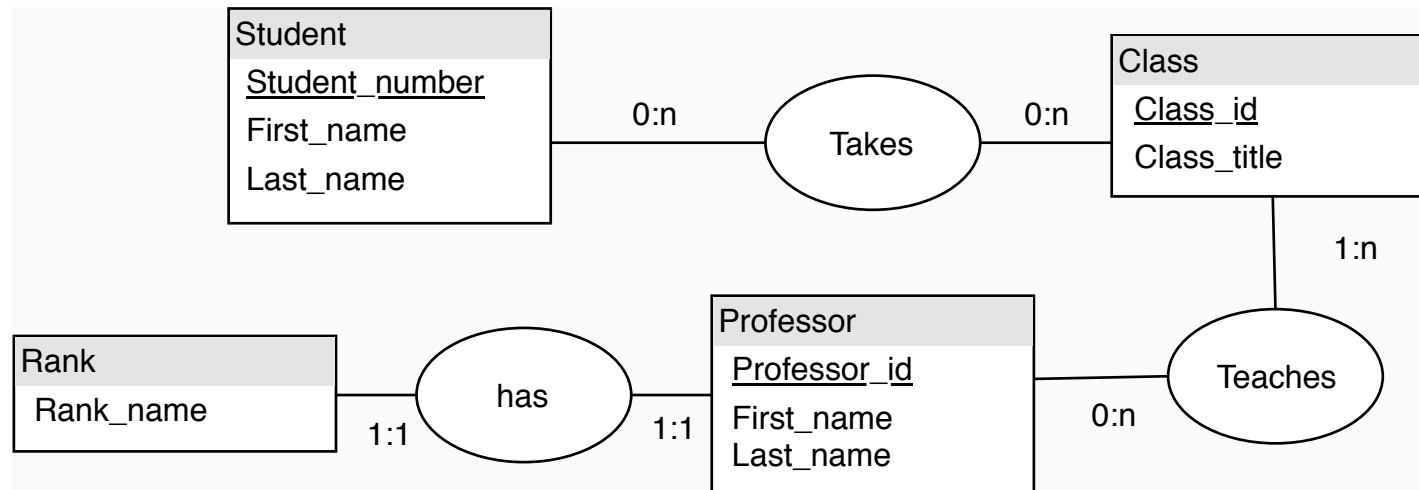 Student
Student_number
First_name
Last_name
0:n
Takes
0:n
Class
Class_id
Class_title
1:n
Rank
Rank_name
1:1
has
1:1
Professor
Professor_id
First_name
Last_name
0:n
Teaches